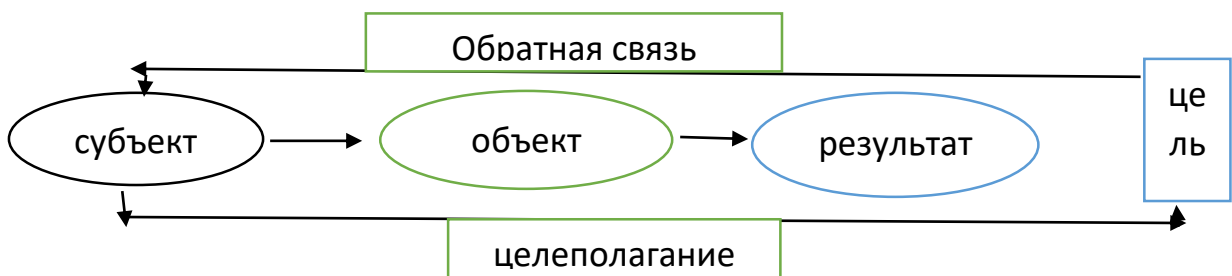 Обратная связь
це
ль
субъект
объект
результат
целеполагание